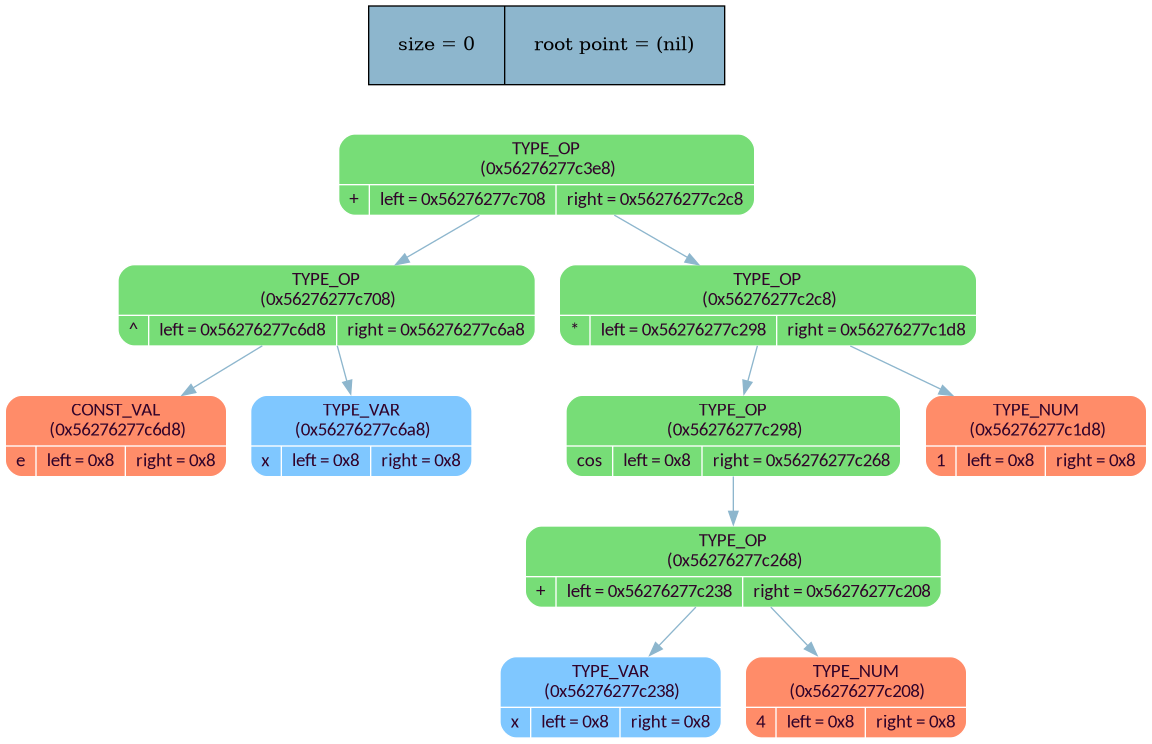 size = 0 root point = (nil)
TYPE_OP
(0x56276277c3e8)
+ left = 0x56276277c708 right = 0x56276277c2c8
TYPE_OP
(0x56276277c708)
^ left = 0x56276277c6d8 right = 0x56276277c6a8
TYPE_OP
(0x56276277c2c8)
* left = 0x56276277c298 right = 0x56276277c1d8
CONST_VAL
(0x56276277c6d8)
e left = 0x8 right = 0x8
TYPE_VAR
(0x56276277c6a8)
x left = 0x8 right = 0x8
TYPE_OP
(0x56276277c298)
cos left = 0x8 right = 0x56276277c268
TYPE_NUM
(0x56276277c1d8)
1 left = 0x8 right = 0x8
TYPE_OP
(0x56276277c268)
+ left = 0x56276277c238 right = 0x56276277c208
TYPE_VAR
(0x56276277c238)
x left = 0x8 right = 0x8
TYPE_NUM
(0x56276277c208)
4 left = 0x8 right = 0x8